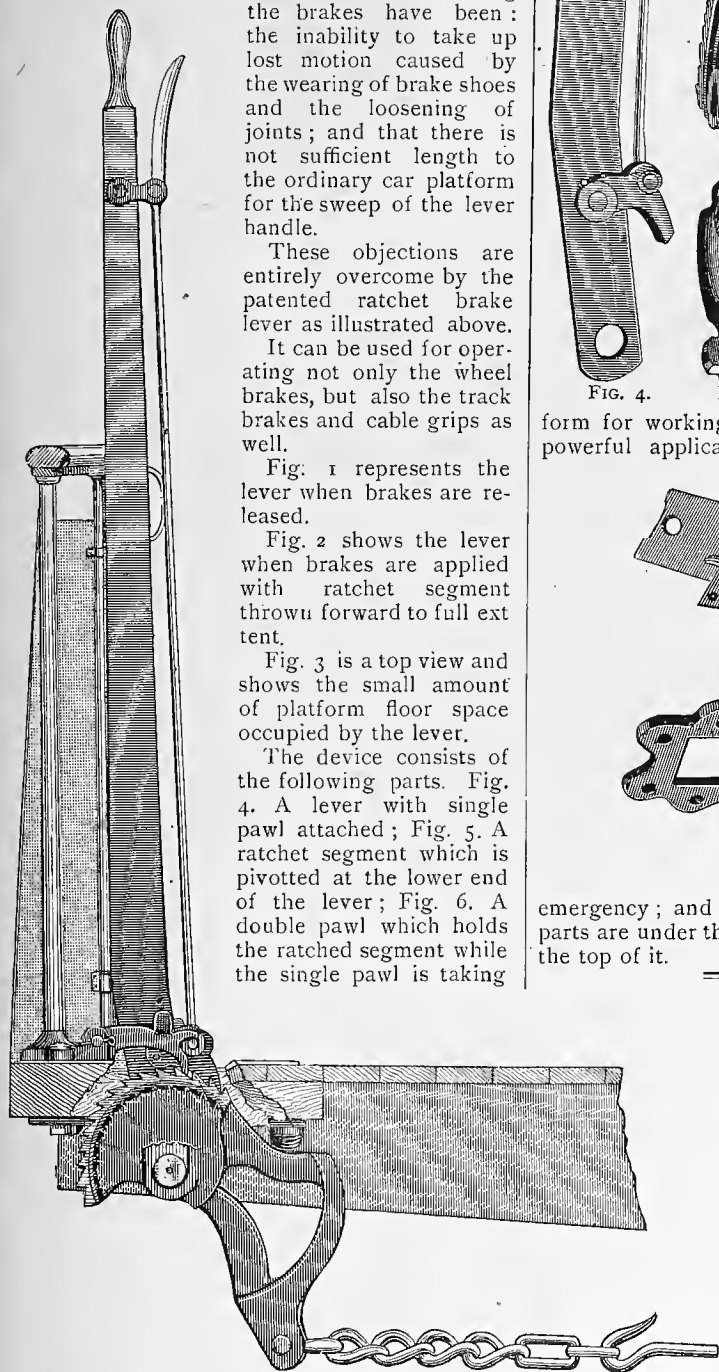 the brakes have been :
the inability to take up
lost motion caused by
the wearing of brake shoes
and the loosening of
joints ; and that there is
not sufficient length to
the ordinary car platform
for the sweep of the lever
handle.
These objections are
entirely overcome by the
patented ratchet brake
lever as illustrated above.
It can be used for oper-
ating not only the wheel
brakes, but also the track
brakes and cable grips as
well.
Fig. 1 represents the
lever when brakes are re-
leased.
Fig. 2 shows the lever
when brakes are applied
with ratchet segment
thrown forward to full ext
tent.
Fig. 3 is a top view and
shows the small amount
of platform floor space
occupied by the lever.
The device consists of
the following parts. Fig.
4. A lever with single
pawl attached ; Fig. 5. A
ratchet segment which is
pivotted at the lower end
of the lever ; Fig. 6. A
double pawl which holds
the ratched segment while
the single pawl is taking
FIG. 4.
form for working
powerful applica
emergency ; and
parts are under th
the top of it.